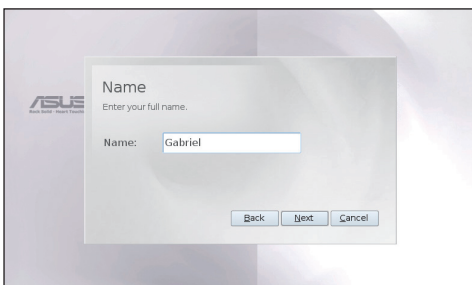 ASUS
Name
Enter your full name.
Name: Gabriel
Back Next Cancel